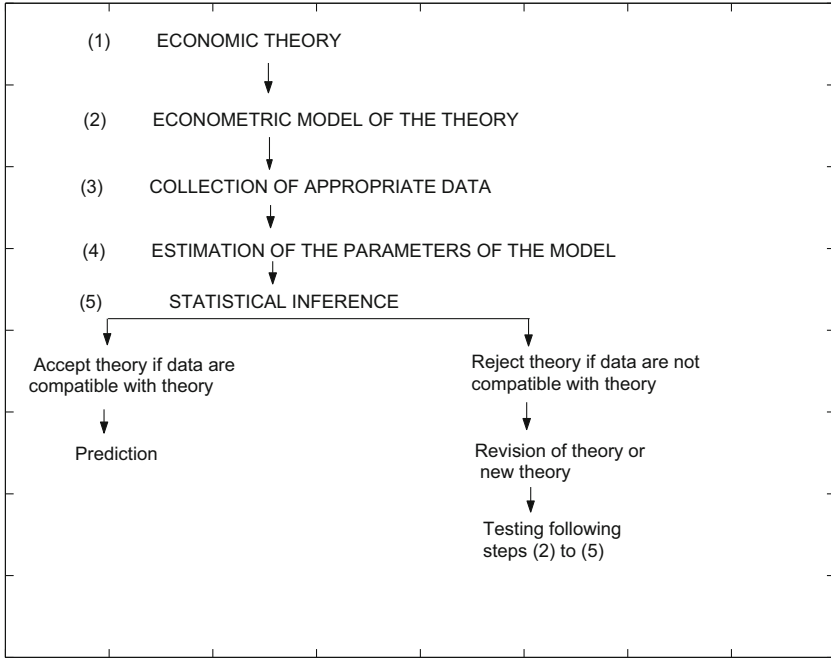 (1) ECONOMIC THEORY
(2) ECONOMETRIC MODEL OF THE THEORY
(3) COLLECTION OF APPROPRIATE DATA
(4) ESTIMATION OF THE PARAMETERS OF THE MODEL
(5) STATISTICAL INFERENCE
Accept theory if data are
compatible with theory
Prediction
Reject theory if data are not
compatible with theory
Revision of theory or
new theory
Testing following
steps (2) to (5)